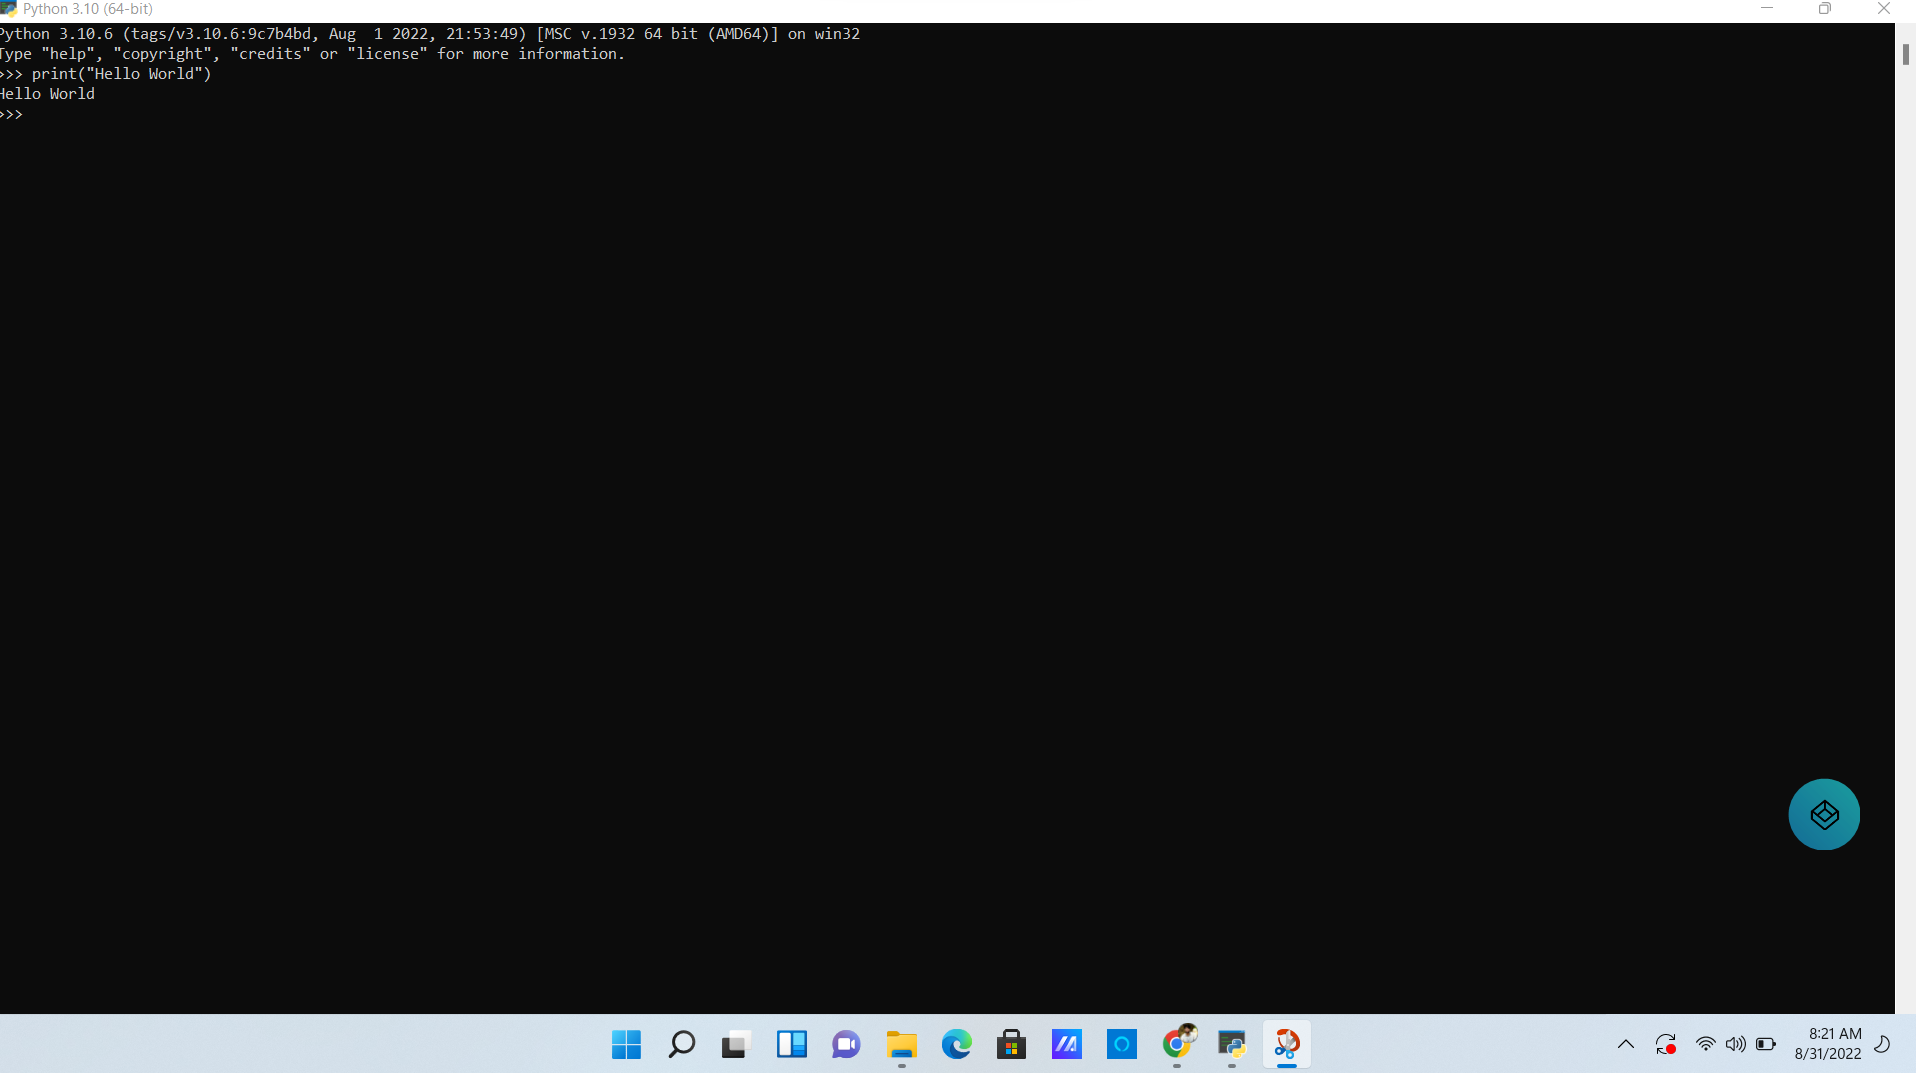 Python 3.10 (64-bit)
Python 3.10.6 (tags/v3.10.6:9c7b4bd, Aug  1 2022, 21:53:49) [MSC v.1932 64 bit (AMD64)] on win32
Type "help", "copyright", "credits" or "license" for more information.
>>> print("Hello World")
Hello World
>>>
8:21 AM
8/31/2022